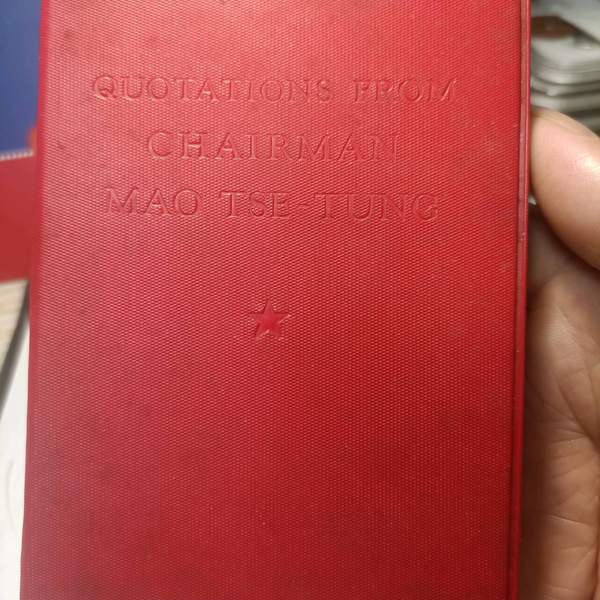 QUOTATIONS FROM
CHAIRMAN
MAO TSE-TUNG